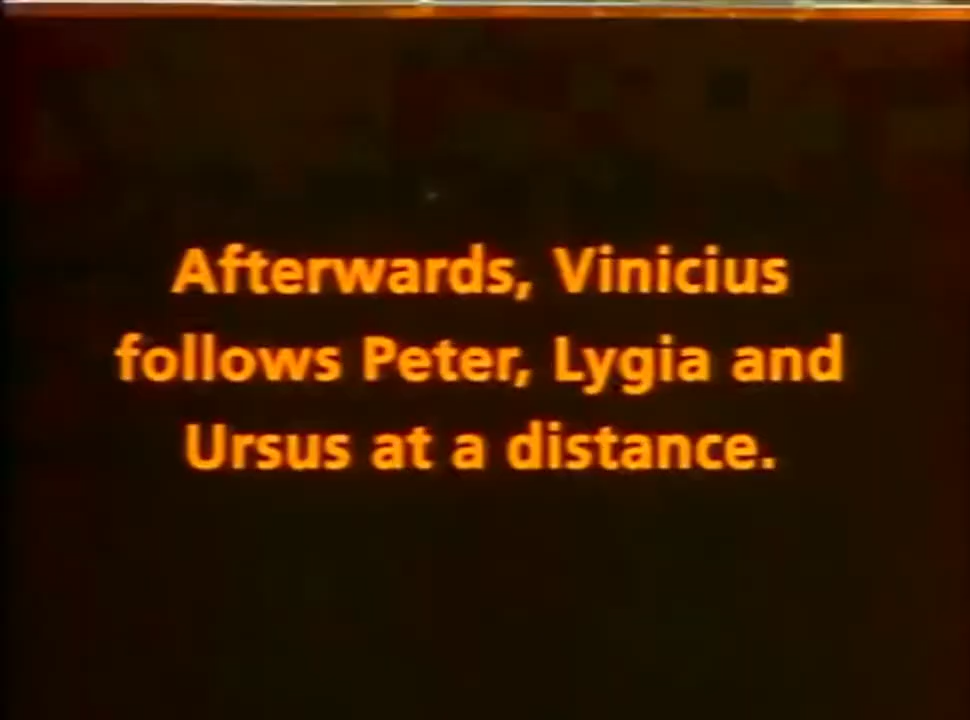 Afterwards, Vinicius
follows Peter, Lygia and
Ursus at a distance.